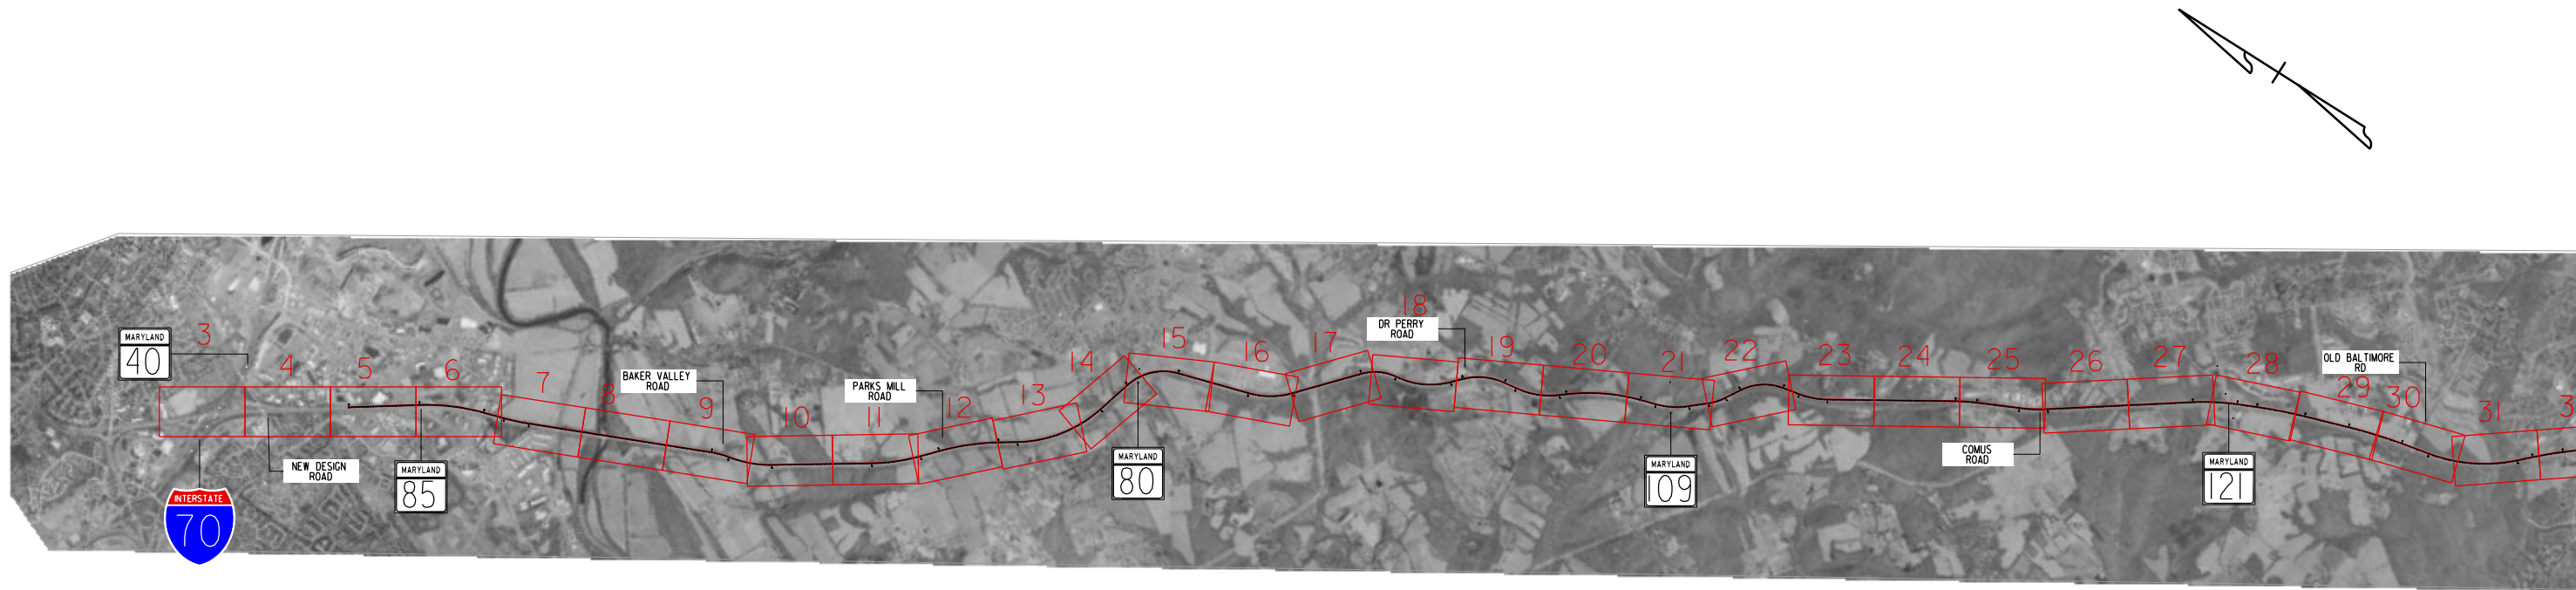 MARYLAND
40
3
4
5
6
7
8
9
10
11
12
13
14
15
16
17
18
19
20
21
22
23
24
25
26
27
28
29
30
31
3
NEW DESIGN
ROAD
INTERSTATE
70
MARYLAND
85
BAKER VALLEY
ROAD
PARKS MILL
ROAD
MARYLAND
80
DR PERRY
ROAD
MARYLAND
109
COMUS
ROAD
MARYLAND
121
OLD BALTIMORE
RD